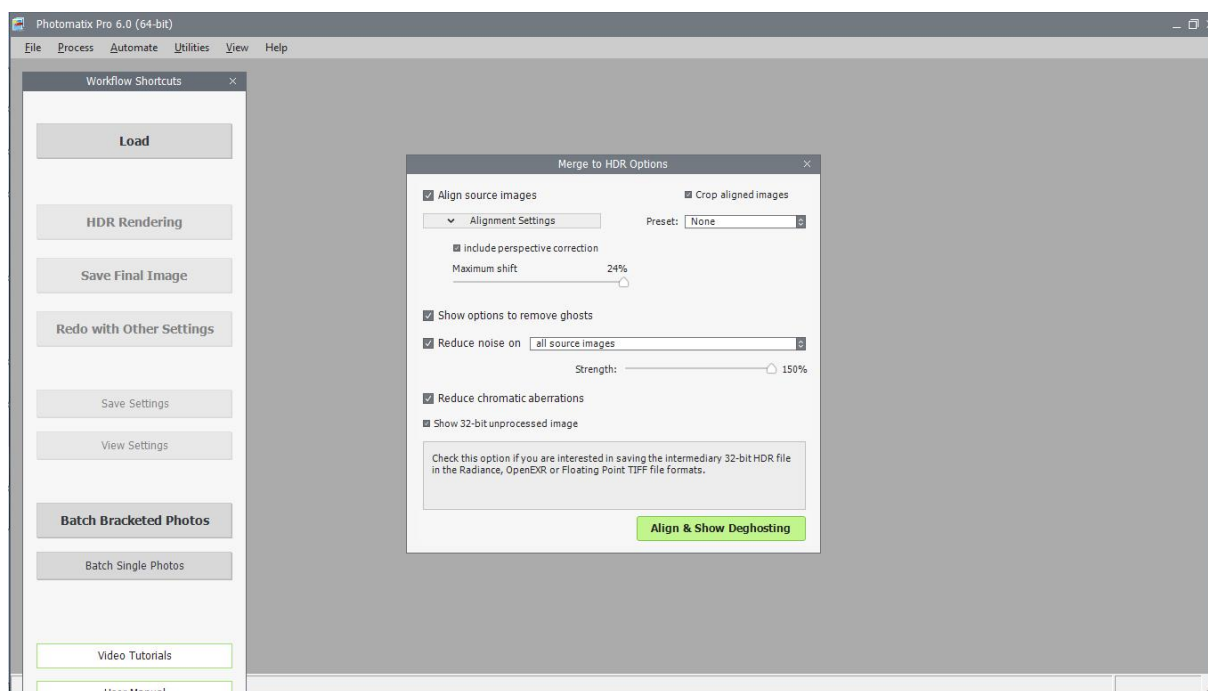 Photomatix Pro 6.0 (64-bit)
File Process Automate Utilities View Help
Workflow Shortcuts
Load
HDR Rendering
Save Final Image
Redo with Other Settings
Save Settings
View Settings
Batch Bracketed Photos
Batch Single Photos
Video Tutorials
User Manual
Merge to HDR Options
Align source images
Crop aligned images
Alignment Settings
Preset: None
include perspective correction
Maximum shift 24%
Show options to remove ghosts
Reduce noise on all source images
Strength: 150%
Reduce chromatic aberrations
Show 32-bit unprocessed image
Check this option if you are interested in saving the intermediary 32-bit HDR file
in the Radiance, OpenEXR or Floating Point TIFF file formats.
Align & Show Deghosting